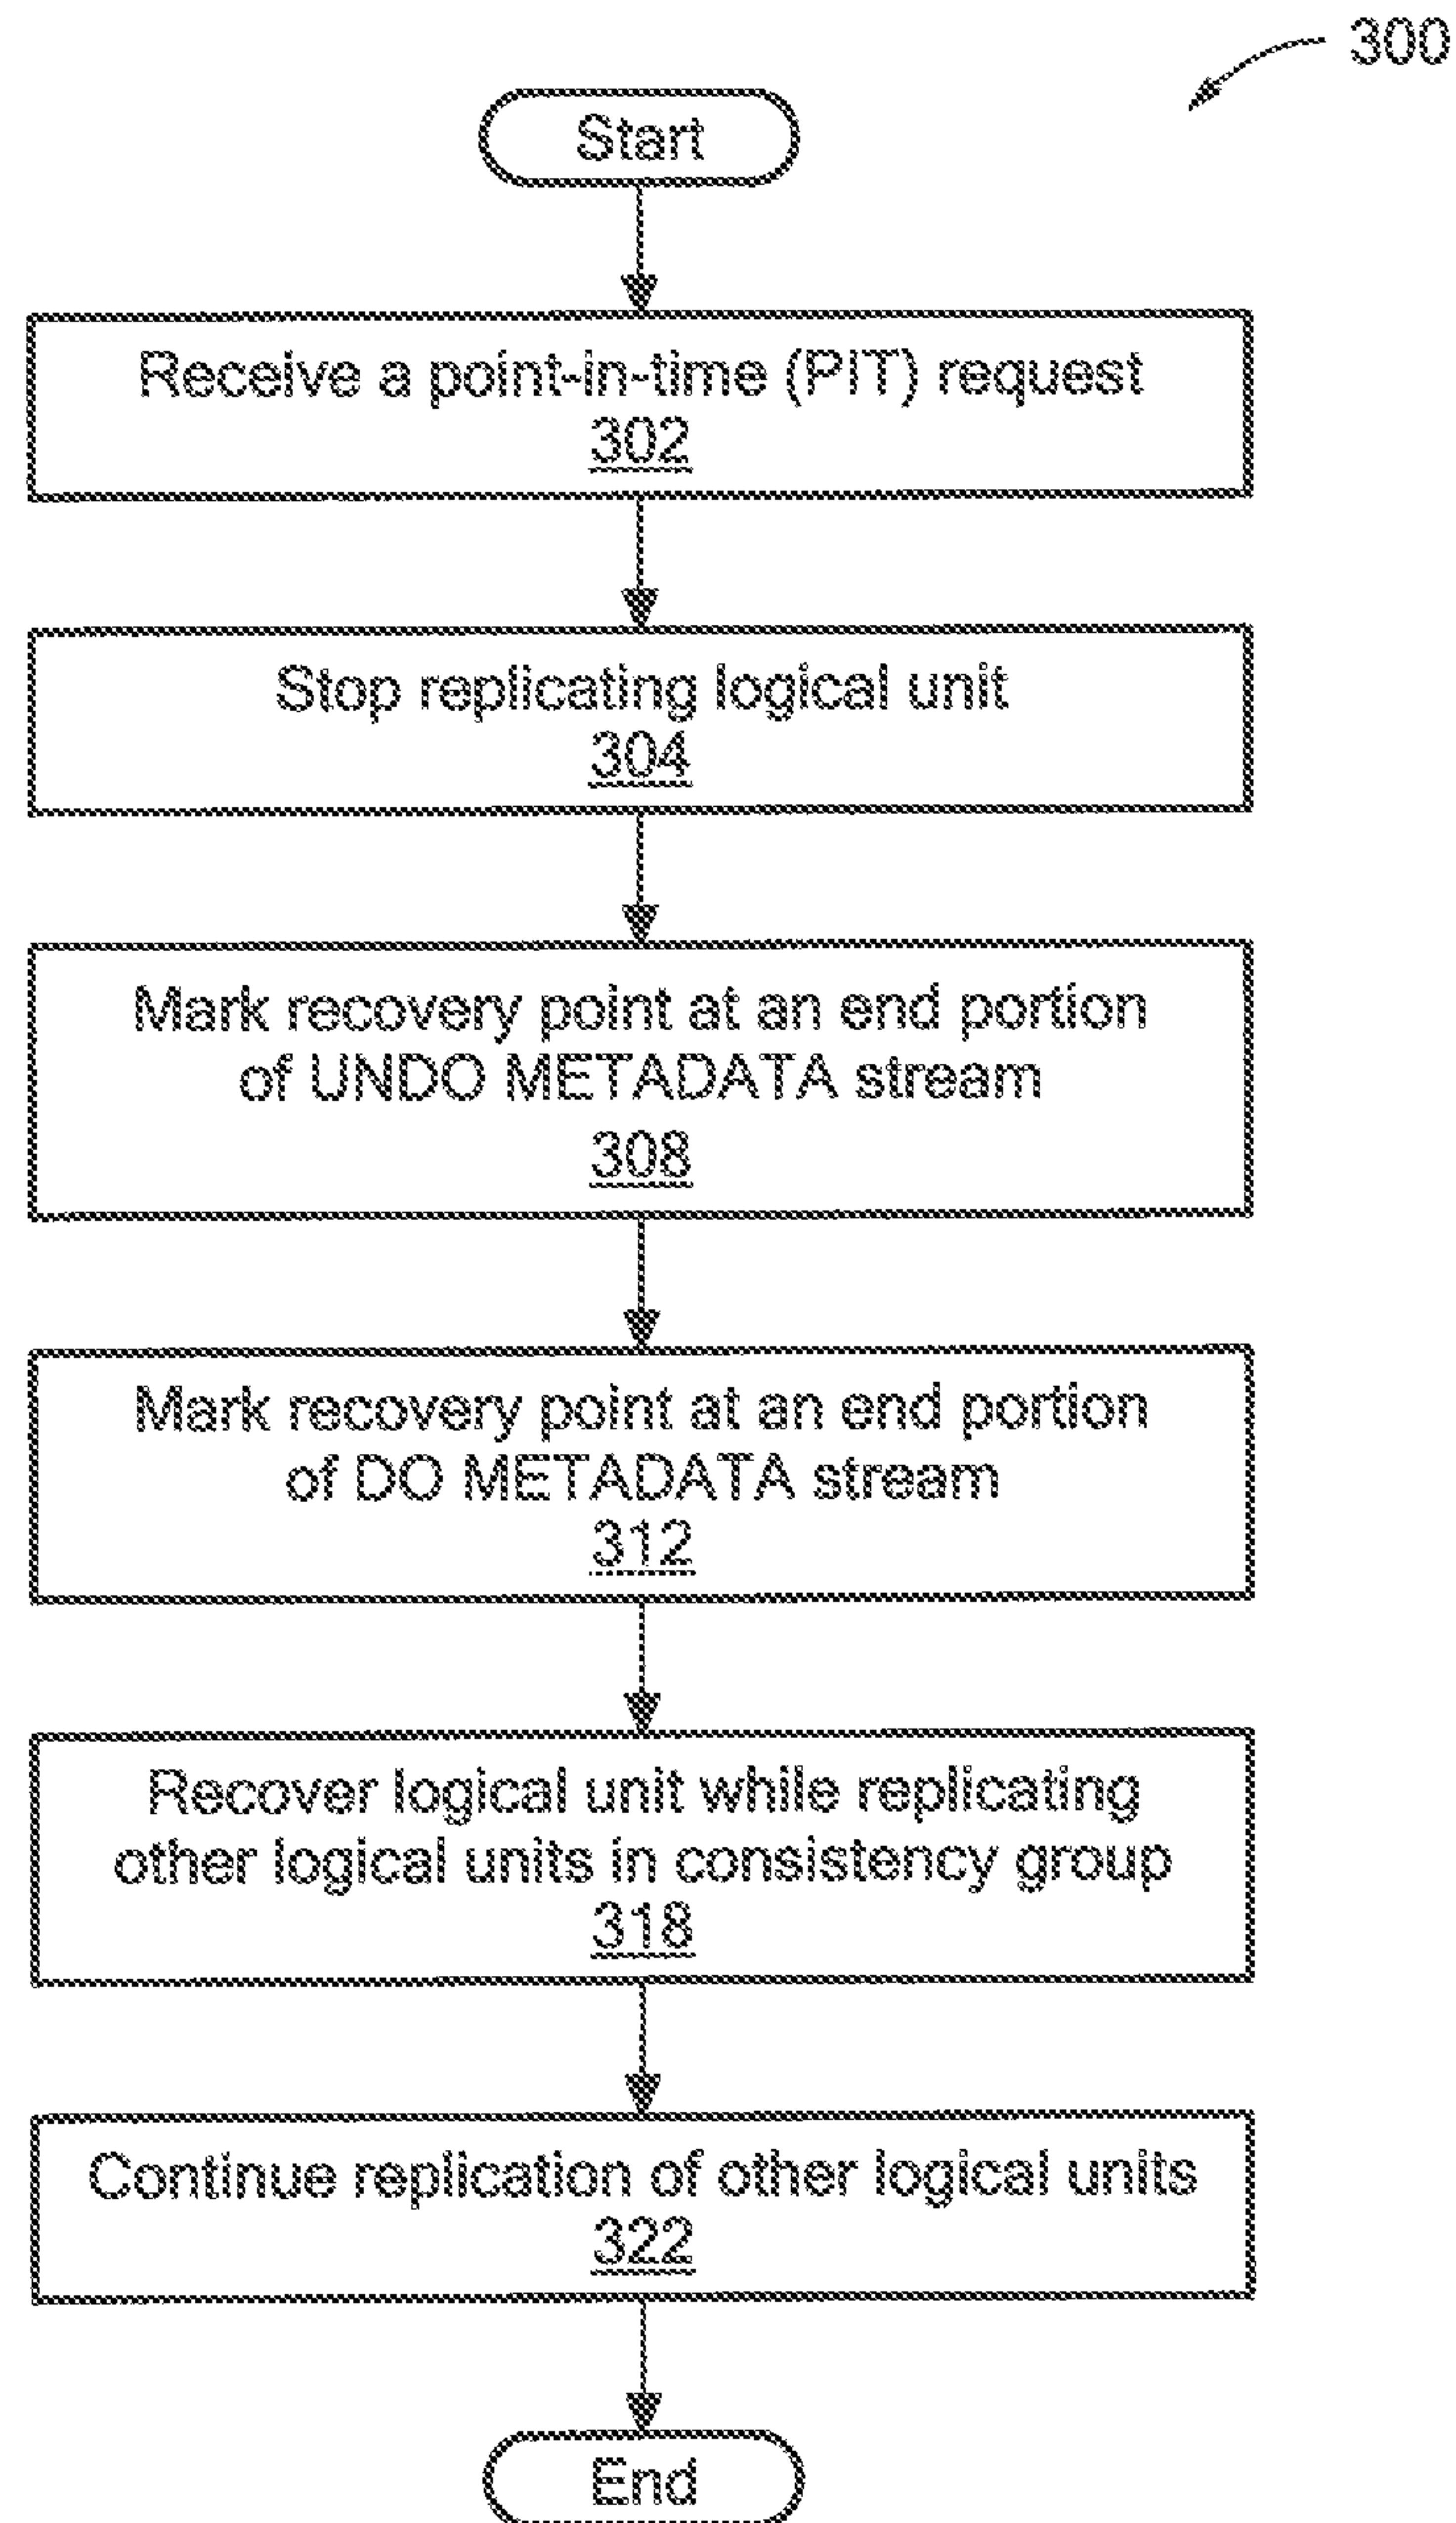 300
Start
Receive a point-in-time (PIT) request
302
Stop replicating logical unit
304
Mark recovery point at an end portion
of UNDO METADATA stream
308
Mark recovery point at an end portion
of DO METADATA stream
312
Recover logical unit while replicating
other logical units in consistency group
318
Continue replication of other logical units
322
End